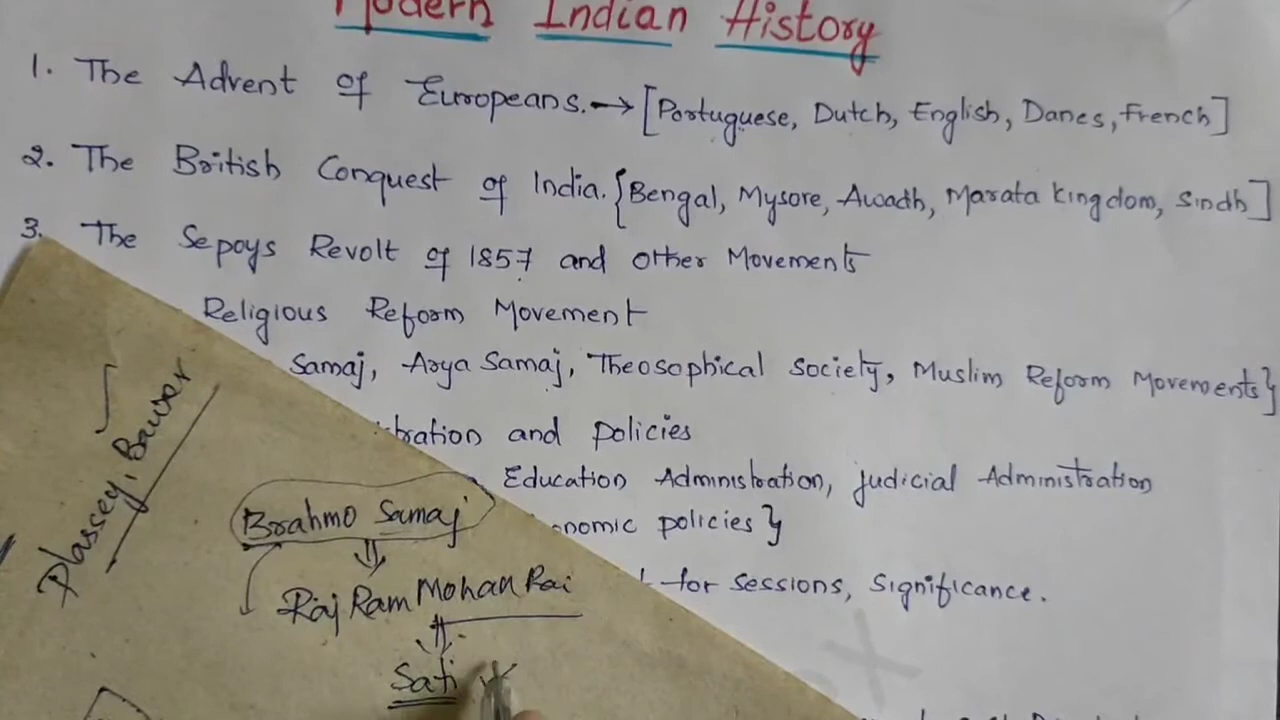 Modern Indian History
1. The Advent of Europeans. → [Portuguese, Dutch, English, Danes, French]
2. The British Conquest of India. {Bengal, Mysore, Awadh, Marata kingdom, Sindh]
3. The Sepoys Revolt of 1857 and Other Movements
Religious Reform Movement
Samaj, Arya Samaj, Theosophical Society, Muslim Reform Movements}
tration and policies
Education Administration, judicial Administration
onomic policies}
for sessions, Significance.
Plassey, Buxer
Brahmo Samaj
Raj Ram Mohan Rai
Sati